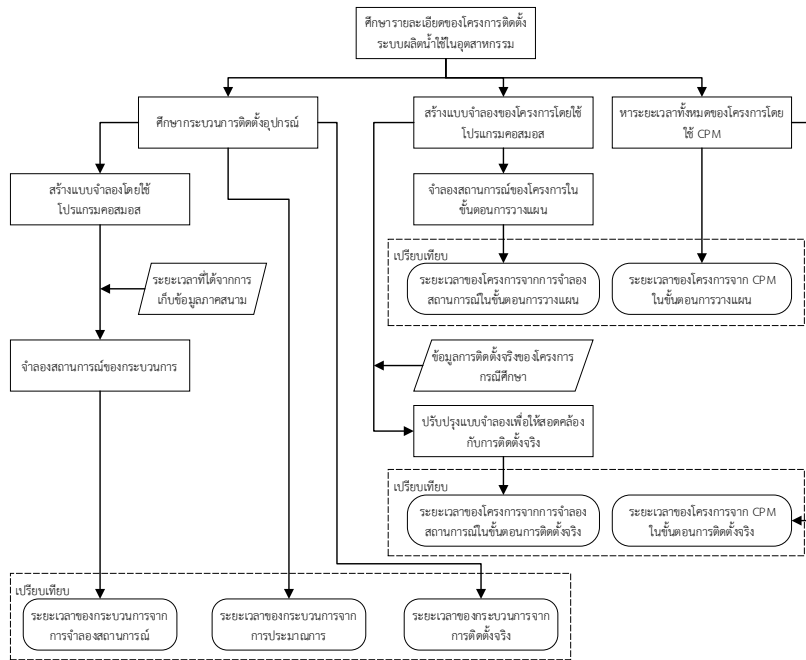 ศึกษารายละเอียดของโครงการติดตั้ง
ระบบผลิตน้ำใช้ในอุตสาหกรรม
ศึกษากระบวนการติดตั้งอุปกรณ์
สร้างแบบจำลองของโครงการโดยใช้
โปรแกรมคอสมอส
หาระยะเวลาทั้งหมดของโครงการโดย
ใช้ CPM
สร้างแบบจำลองโดยใช้
โปรแกรมคอสมอส
จำลองสถานการณ์ของโครงการใน
ขั้นตอนการวางแผน
เปรียบเทียบ
ระยะเวลาของโครงการจากการจำลอง
สถานการณ์ในขั้นตอนการวางแผน
ระยะเวลาของโครงการจาก CPM
ในขั้นตอนการวางแผน
ระยะเวลาที่ได้จากการ
เก็บข้อมูลภาคสนาม
จำลองสถานการณ์ของกระบวนการ
ข้อมูลการติดตั้งจริงของโครงการ
กรณีศึกษา
ปรับปรุงแบบจำลองเพื่อให้สอดคล้อง
กับการติดตั้งจริง
เปรียบเทียบ
ระยะเวลาของโครงการจากการจำลอง
สถานการณ์ในขั้นตอนการติดตั้งจริง
ระยะเวลาของโครงการจาก CPM
ในขั้นตอนการติดตั้งจริง
เปรียบเทียบ
ระยะเวลาของกระบวนการจาก
การจำลองสถานการณ์
ระยะเวลาของกระบวนการจาก
การประมาณการ
ระยะเวลาของกระบวนการจาก
การติดตั้งจริง